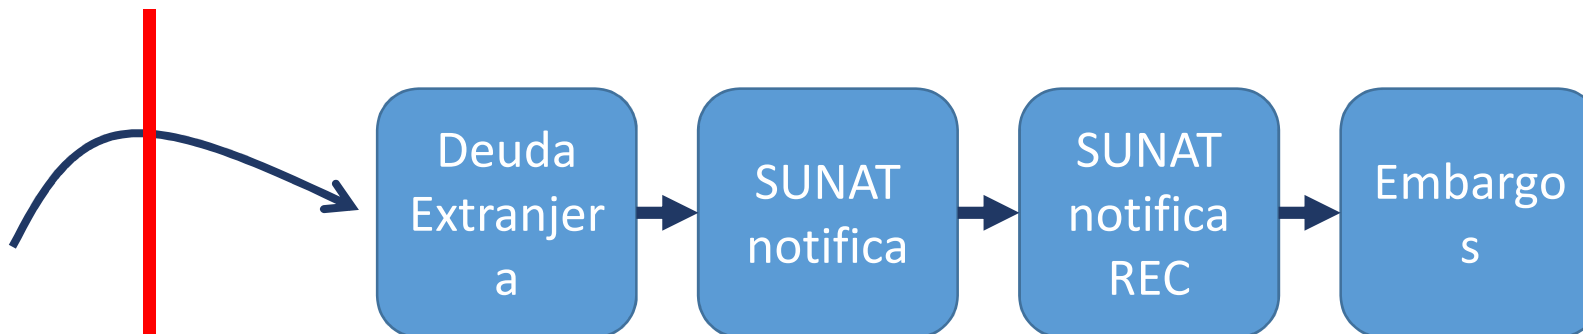 Deuda
Extranjer
a
SUNAT
notifica
SUNAT
notifica
REC
Embargo
s